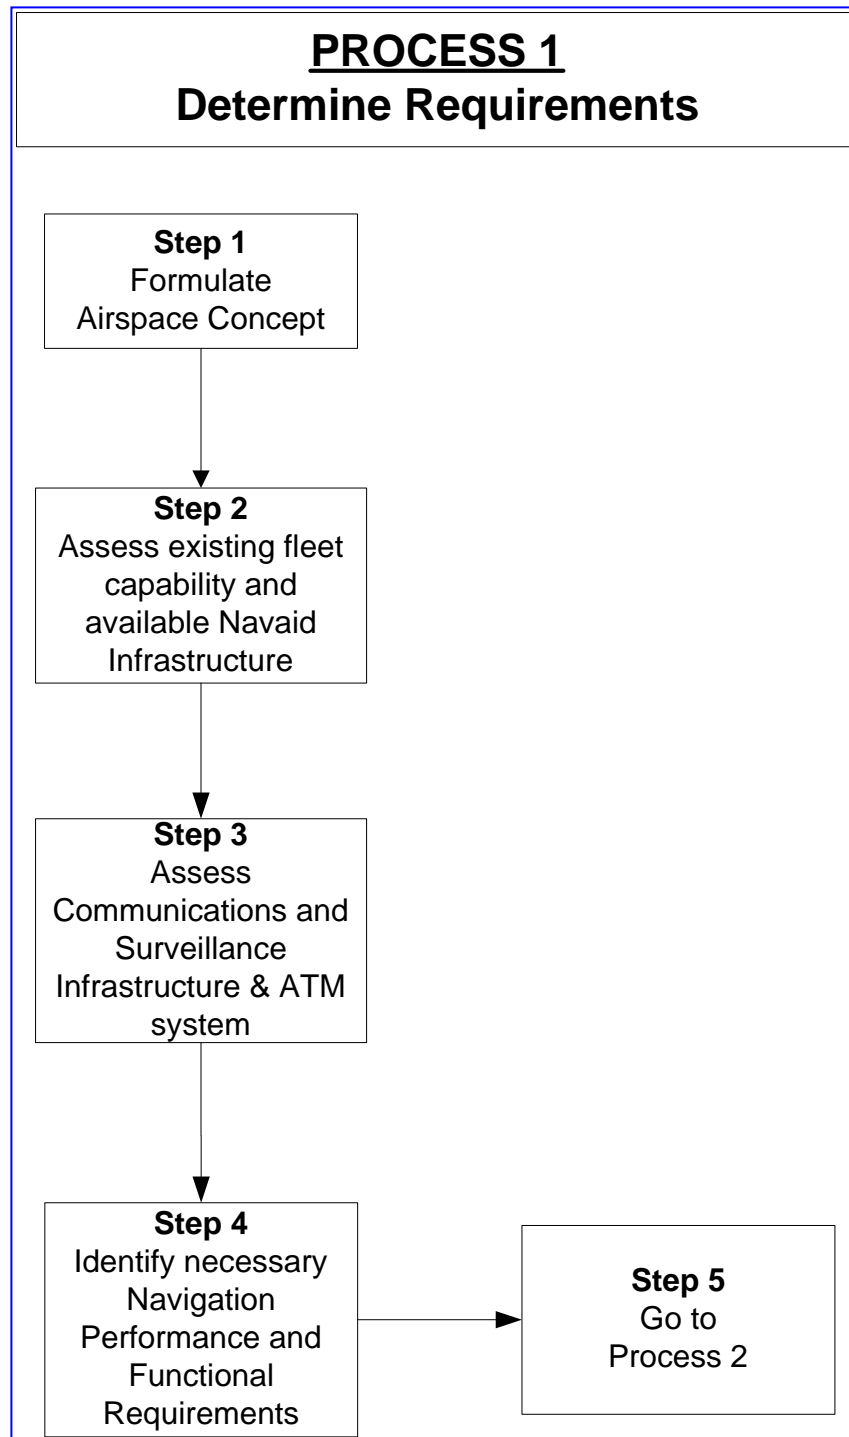 PROCESS 1
Determine Requirements
Step 1
Formulate
Airspace Concept
Step 2
Assess existing fleet
capability and
available Navaid
Infrastructure
Step 3
Assess
Communications and
Surveillance
Infrastructure & ATM
system
Step 4
Identify necessary
Navigation
Performance and
Functional
Requirements
Step 5
Go to
Process 2